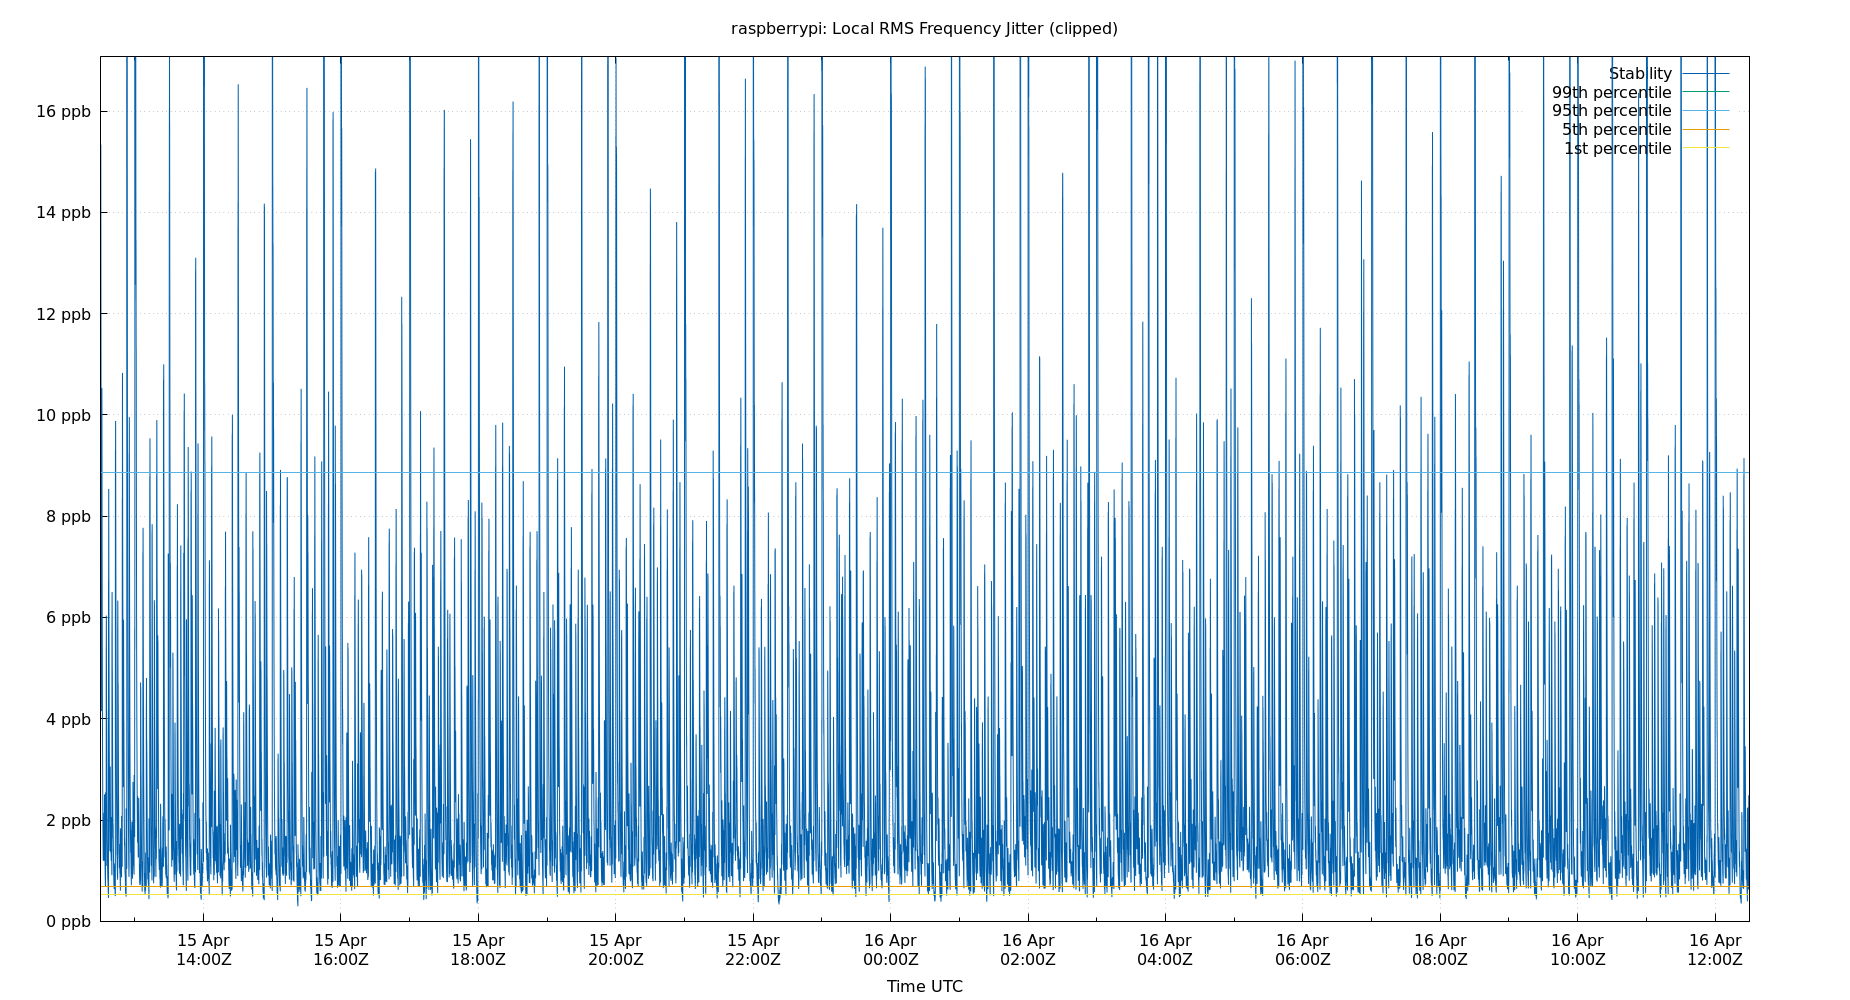 raspberrypi: Local RMS Frequency Jitter (clipped)
Stability
99th percentile
95th percentile
5th percentile
1st percentile
16 ppb
14 ppb
12 ppb
10 ppb
8 ppb
6 ppb
4 ppb
2 ppb
0 ppb
15 Apr 15 Apr 15 Apr 15 Apr 15 Apr 16 Apr 16 Apr 16 Apr 16 Apr 16 Apr 16 Apr 16 Apr
14:00Z 16:00Z 18:00Z 20:00Z 22:00Z 00:00Z 02:00Z 04:00Z 06:00Z 08:00Z 10:00Z 12:00Z
Time UTC